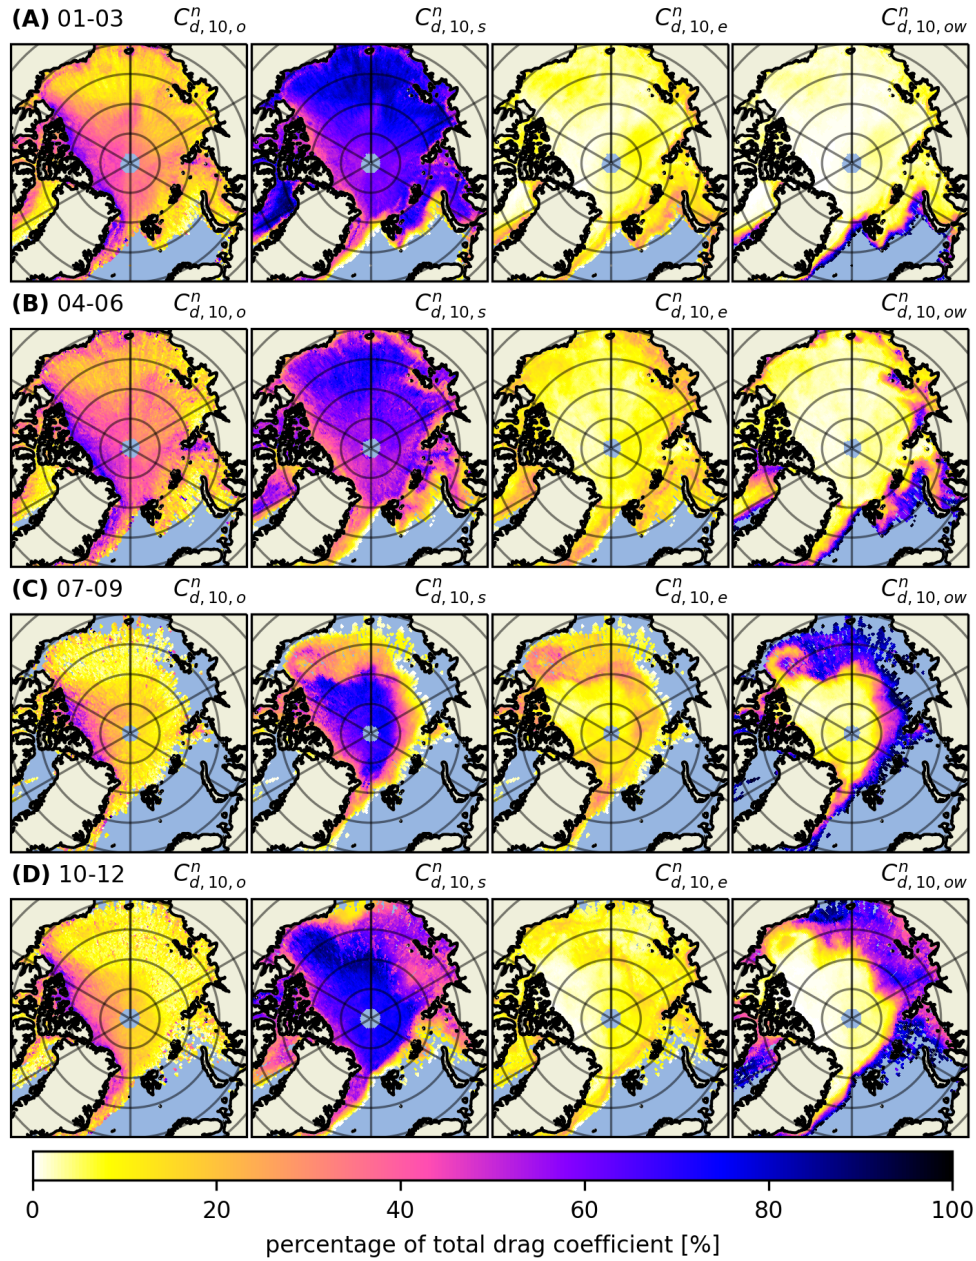 (A) 01-03 C^n_{d,10,o} C^n_{d,10,s} C^n_{d,10,e} C^n_{d,10,ow}
(B) 04-06 C^n_{d,10,o} C^n_{d,10,s} C^n_{d,10,e} C^n_{d,10,ow}
(C) 07-09 C^n_{d,10,o} C^n_{d,10,s} C^n_{d,10,e} C^n_{d,10,ow}
(D) 10-12 C^n_{d,10,o} C^n_{d,10,s} C^n_{d,10,e} C^n_{d,10,ow}
0 20 40 60 80 100
percentage of total drag coefficient [%]